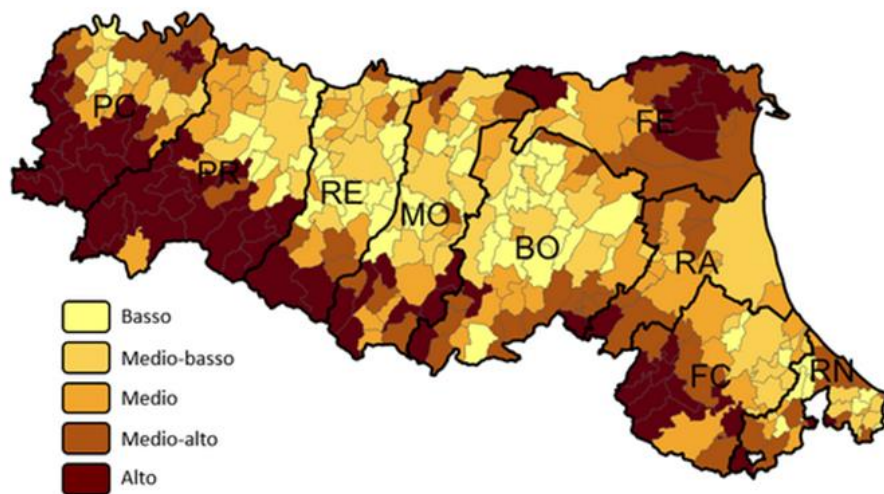 PC
PR
RE
MO
BO
FE
RA
FC
RN
Basso
Medio-basso
Medio
Medio-alto
Alto